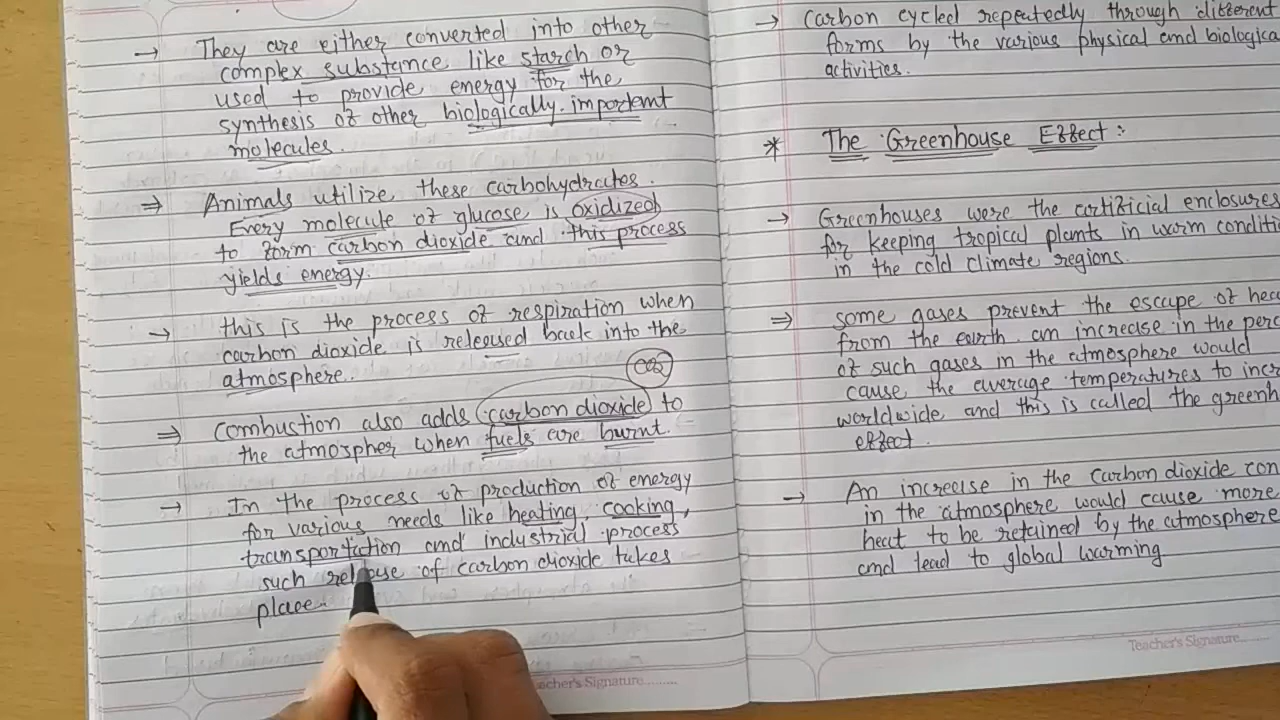 → They are either converted into other
complex substance like starch or
used to provide energy for the
synthesis of other biologically important
molecules.
⇒ Animals utilize these carbohydrates.
Every molecule of glucose is oxidized
to form carbon dioxide and this process
yields energy.
→ this is the process of respiration when
carbon dioxide is released back into the
atmosphere.
⇒ combustion also adds carbon dioxide to
the atmospher when fuels are burnt.
→ In the process of production of energy
for various needs like heating, cooking,
transportation and industrial process
such release of carbon dioxide takes
place.
Teacher's Signature
→ Carbon cycled repeatedly through different
forms by the various physical and biologica
activities.
* The Greenhouse Effect:
→ Greenhouses were the artificial enclosures
for keeping tropical plants in warm conditi
in the cold climate regions.
⇒ some gases prevent the escape of hea
from the earth. an increase in the perc
of such gases in the atmosphere would
cause the average temperatures to incr
worldwide and this is called the greenh
effect.
→ An increase in the carbon dioxide con
in the atmosphere would cause more
heat to be retained by the atmosphere
and lead to global warming
Teacher's Signature